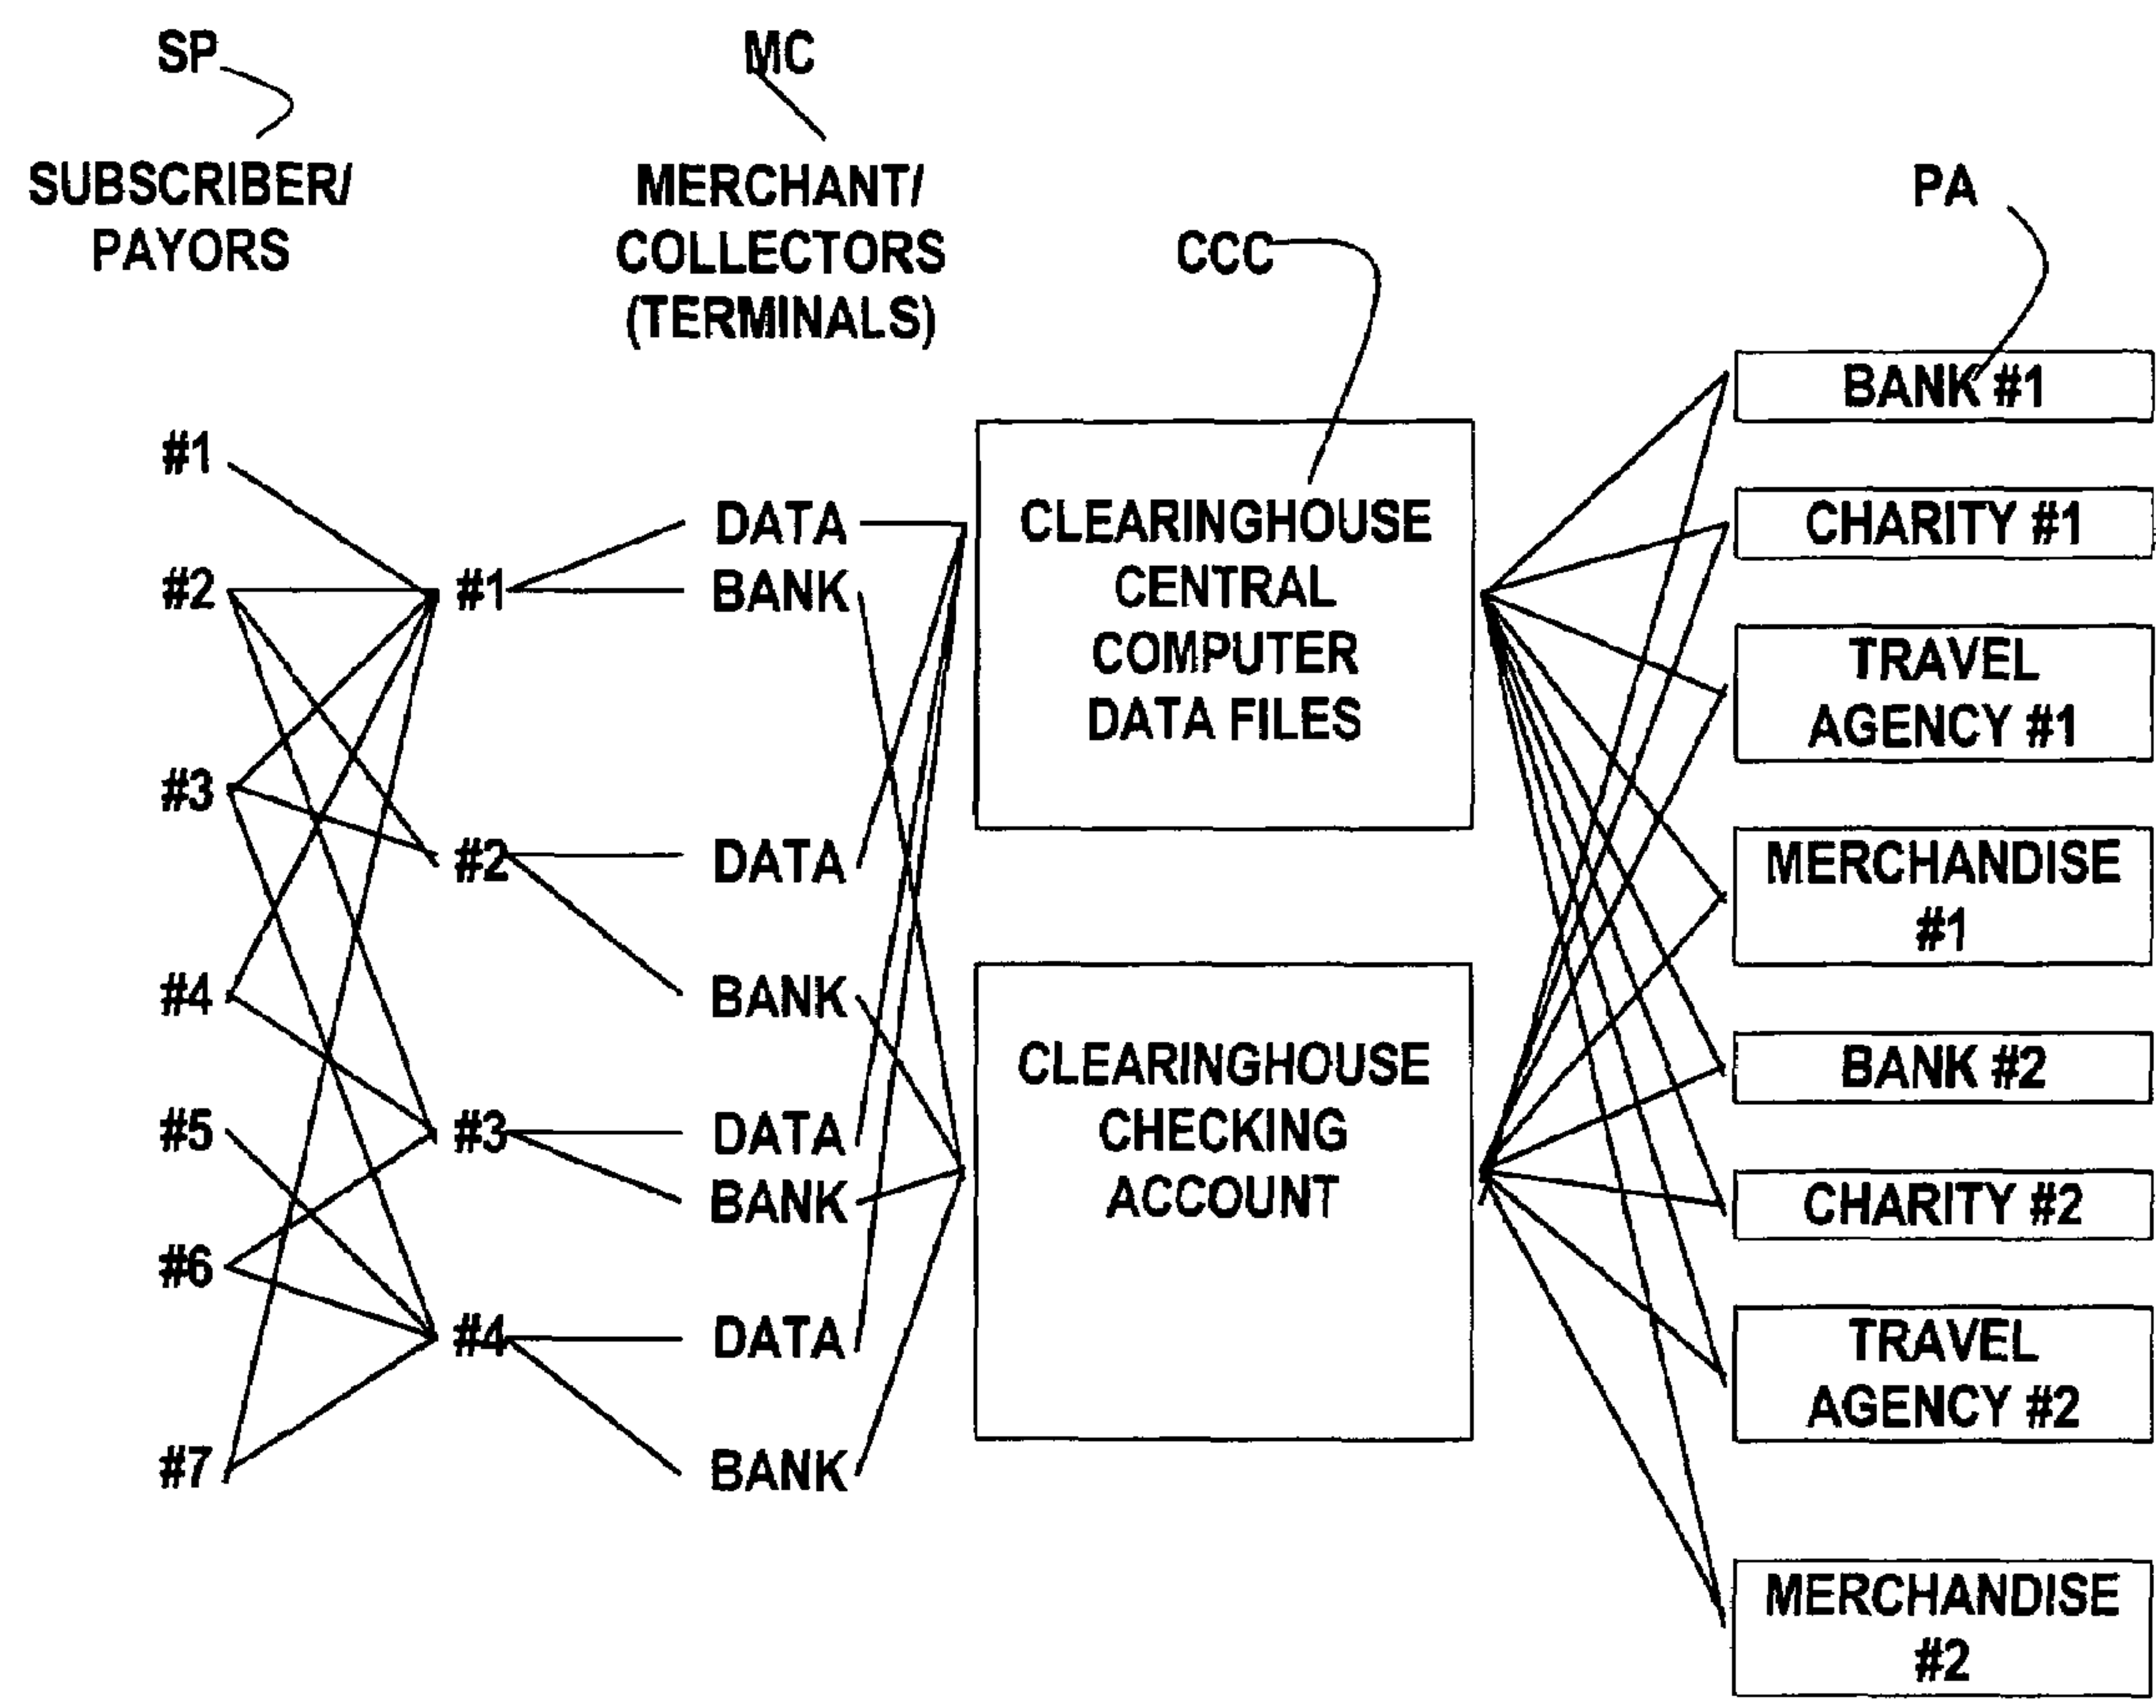 SP
MC
SUBSCRIBER/
PAYORS
MERCHANT/
COLLECTORS
(TERMINALS)
CCC
PA
#1
#2
#3
#4
#5
#6
#7
#1
#2
#3
#4
DATA
BANK
DATA
BANK
DATA
BANK
DATA
BANK
CLEARINGHOUSE
CENTRAL
COMPUTER
DATA FILES
CLEARINGHOUSE
CHECKING
ACCOUNT
BANK #1
CHARITY #1
TRAVEL
AGENCY #1
MERCHANDISE
#1
BANK #2
CHARITY #2
TRAVEL
AGENCY #2
MERCHANDISE
#2